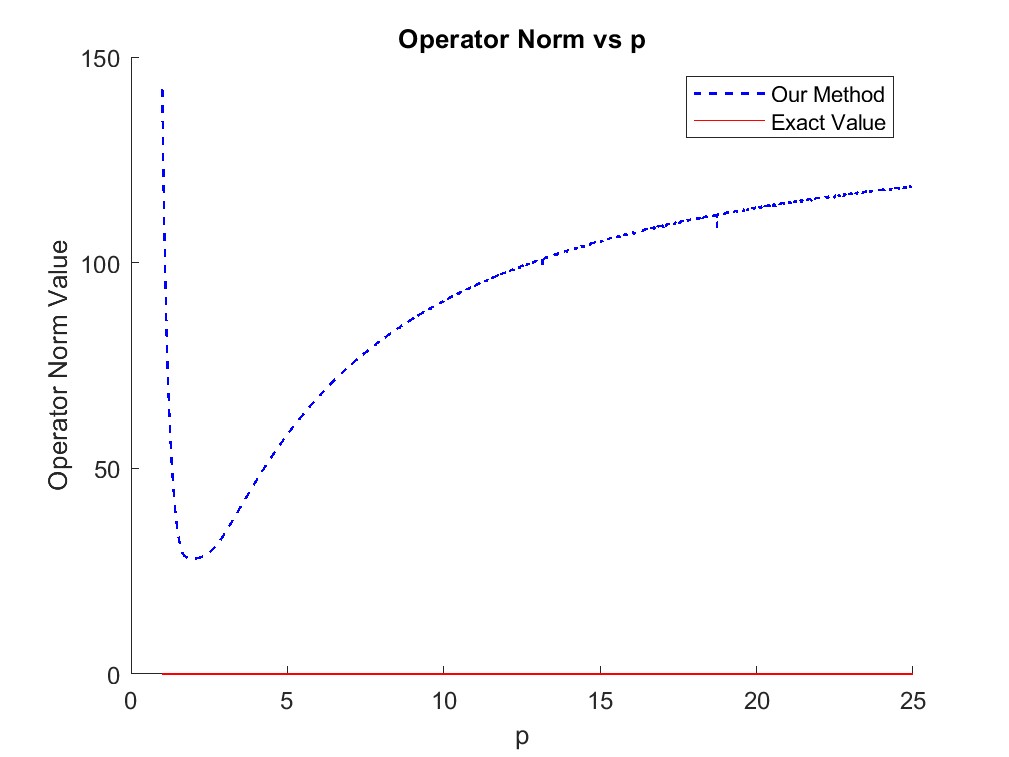 Operator Norm vs p
Our Method
Exact Value
Operator Norm Value
150
100
50
0
0 5 10 15 20 25
p